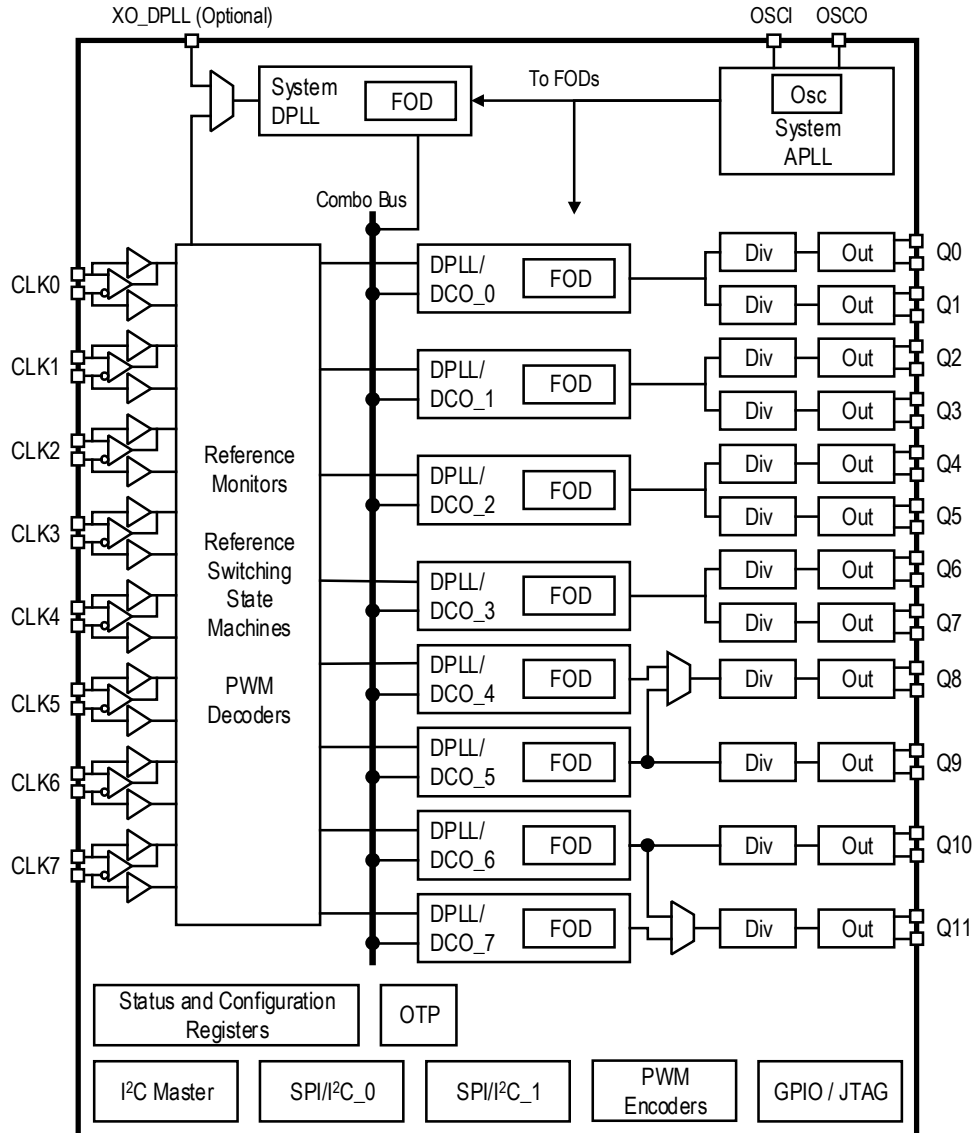 XO_DPLL (Optional)
OSCI
OSCO
System
DPLL
FOD
To FODs
Osc
System
APLL
Combo Bus
CLK0
CLK1
CLK2
CLK3
CLK4
CLK5
CLK6
CLK7
Reference
Monitors
Reference
Switching
State
Machines
PWM
Decoders
DPLL/
DCO_0
FOD
Div
Out
Q0
Div
Out
Q1
DPLL/
DCO_1
FOD
Div
Out
Q2
Div
Out
Q3
DPLL/
DCO_2
FOD
Div
Out
Q4
Div
Out
Q5
DPLL/
DCO_3
FOD
Div
Out
Q6
Div
Out
Q7
DPLL/
DCO_4
FOD
Div
Out
Q8
DPLL/
DCO_5
FOD
Div
Out
Q9
DPLL/
DCO_6
FOD
Div
Out
Q10
DPLL/
DCO_7
FOD
Div
Out
Q11
Status and Configuration
Registers
OTP
I²C Master
SPI/I²C_0
SPI/I²C_1
PWM
Encoders
GPIO / JTAG